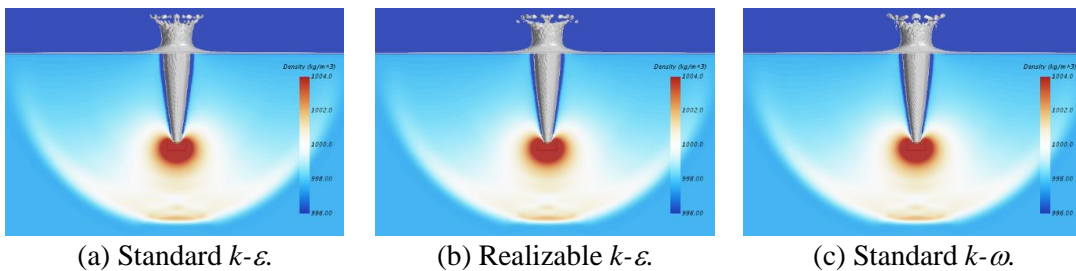 Density (kg/m^3)
1004.0
1002.0
1000.0
998.00
996.00
Density (kg/m^3)
1004.0
1002.0
1000.0
998.00
996.00
Density (kg/m^3)
1004.0
1002.0
1000.0
998.00
996.00
(a) Standard k-ε.
(b) Realizable k-ε.
(c) Standard k-ω.